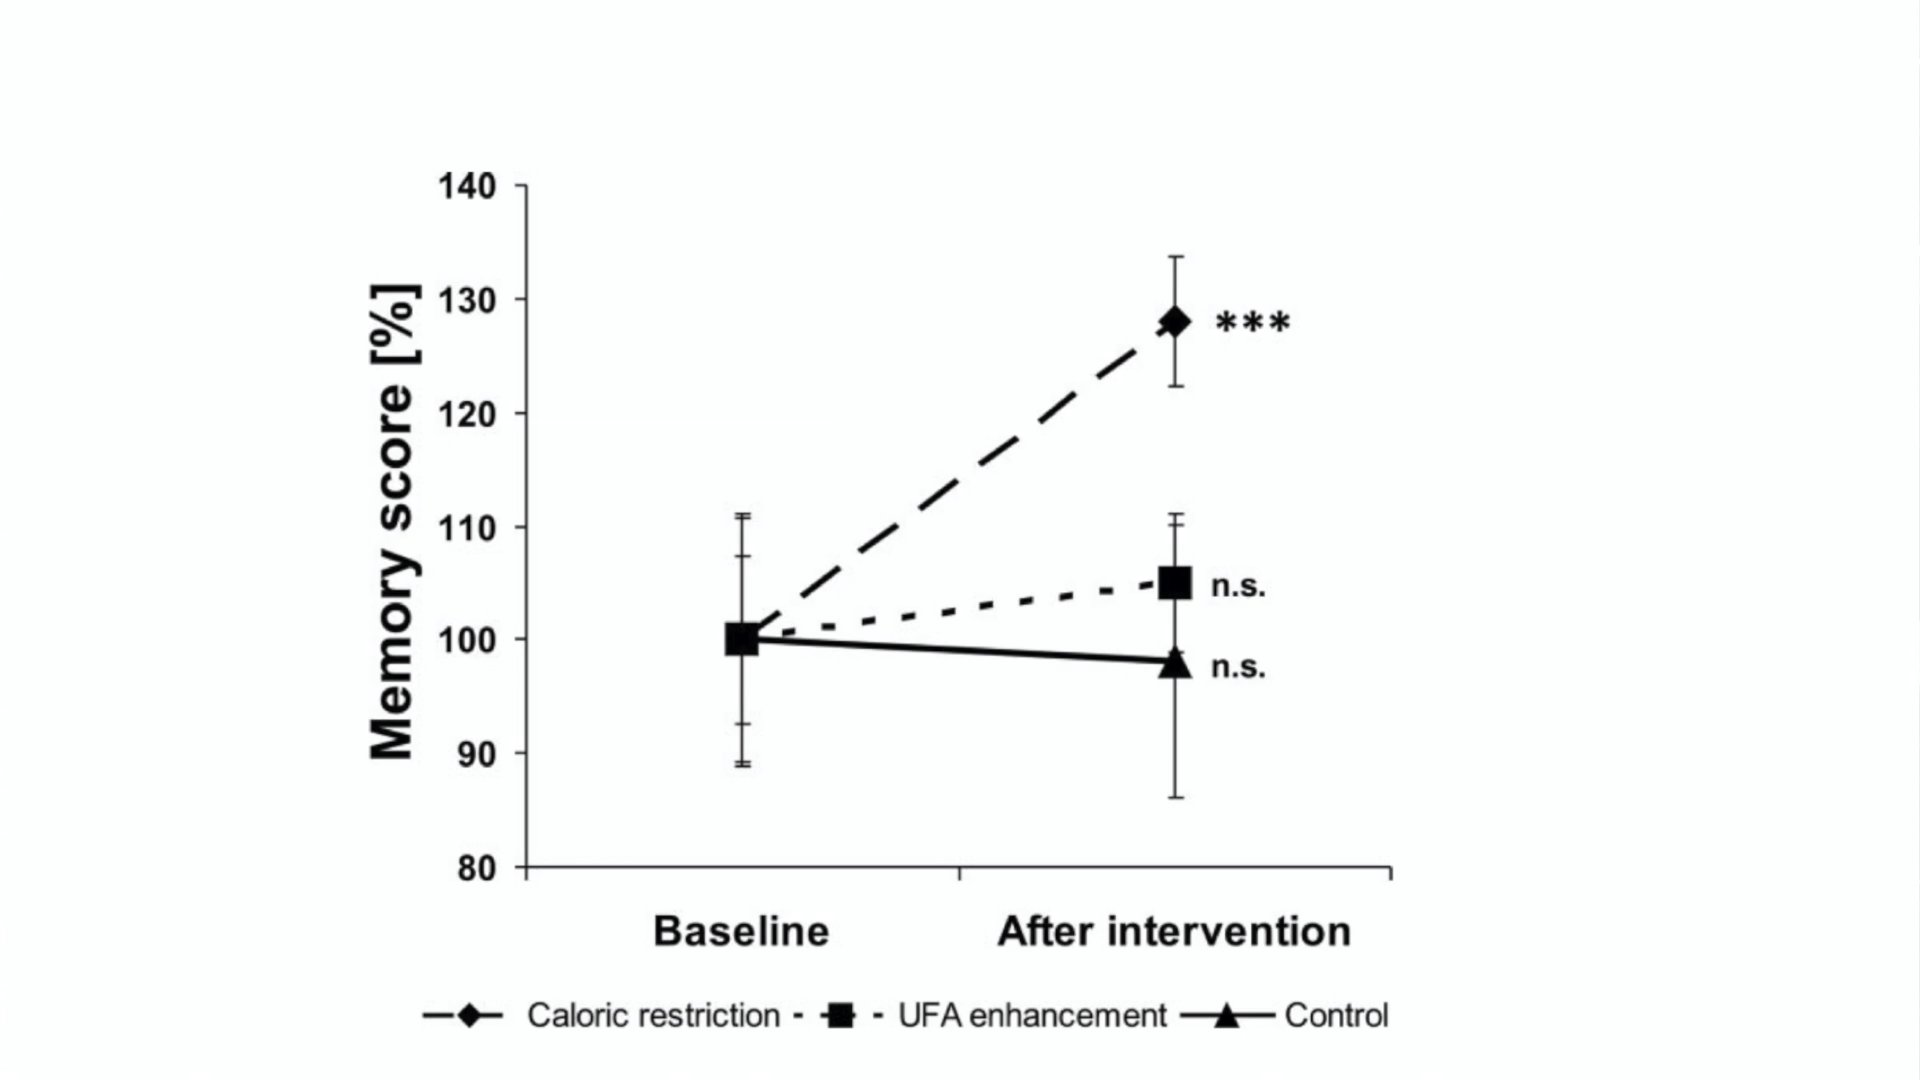 Memory score [%]
140
130
120
110
100
90
80
***
n.s.
n.s.
Baseline After intervention
Caloric restriction UFA enhancement Control